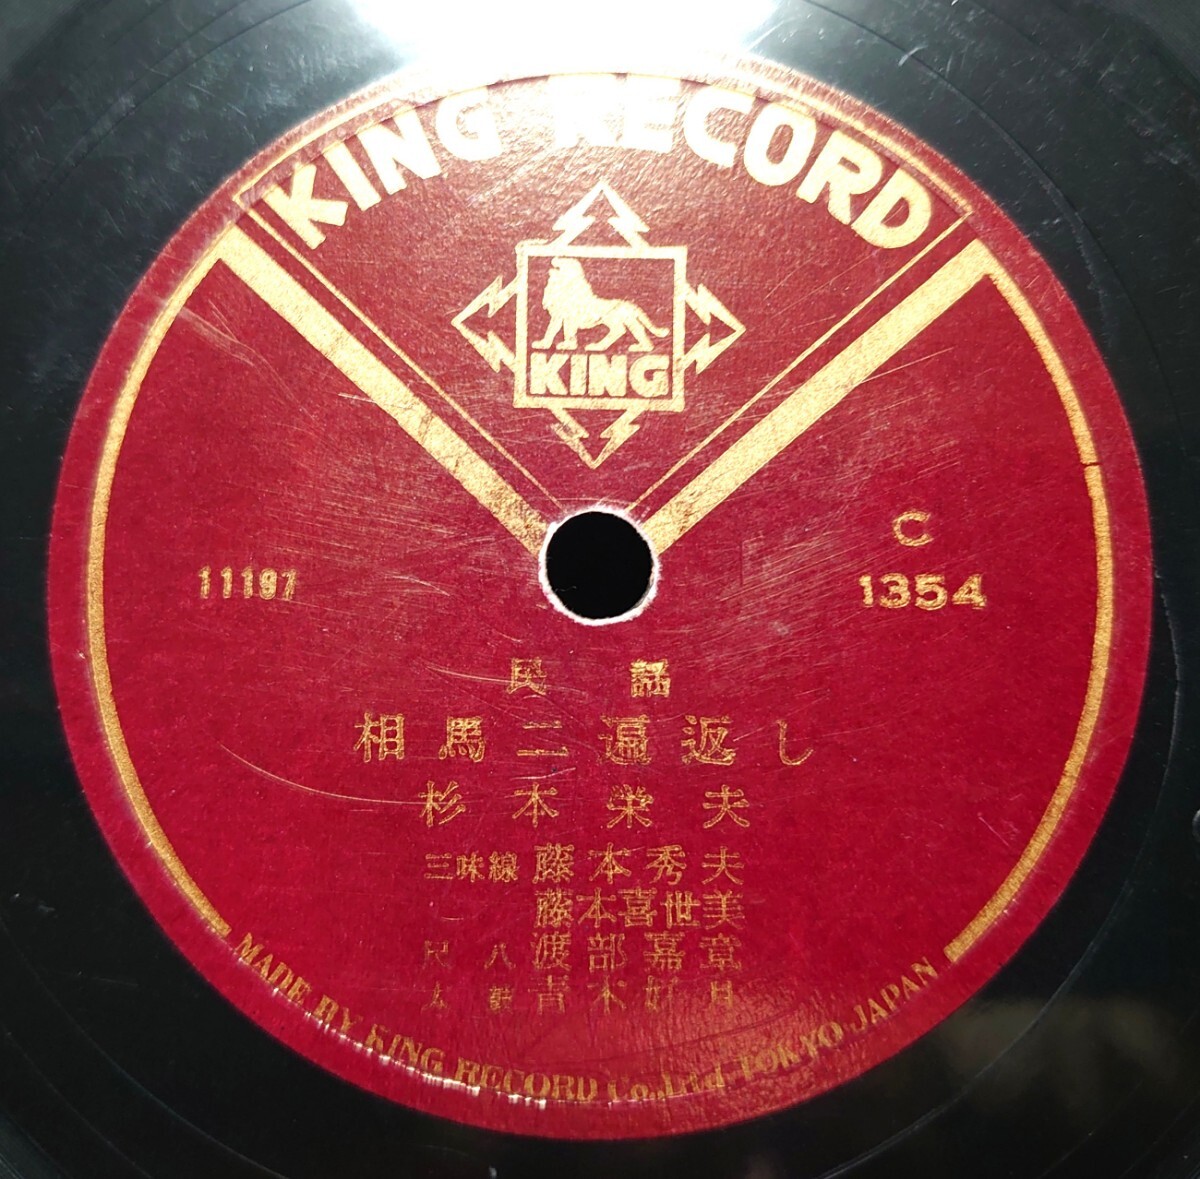 KING RECORD
KING
C
1354
11197
民謡
相馬二遍返し
杉本栄夫
三味線 藤本秀夫
藤本喜世美
尺八 渡部嘉章
太鼓 青木好月
MADE BY KING RECORD Co., Ltd. TOKYO JAPAN